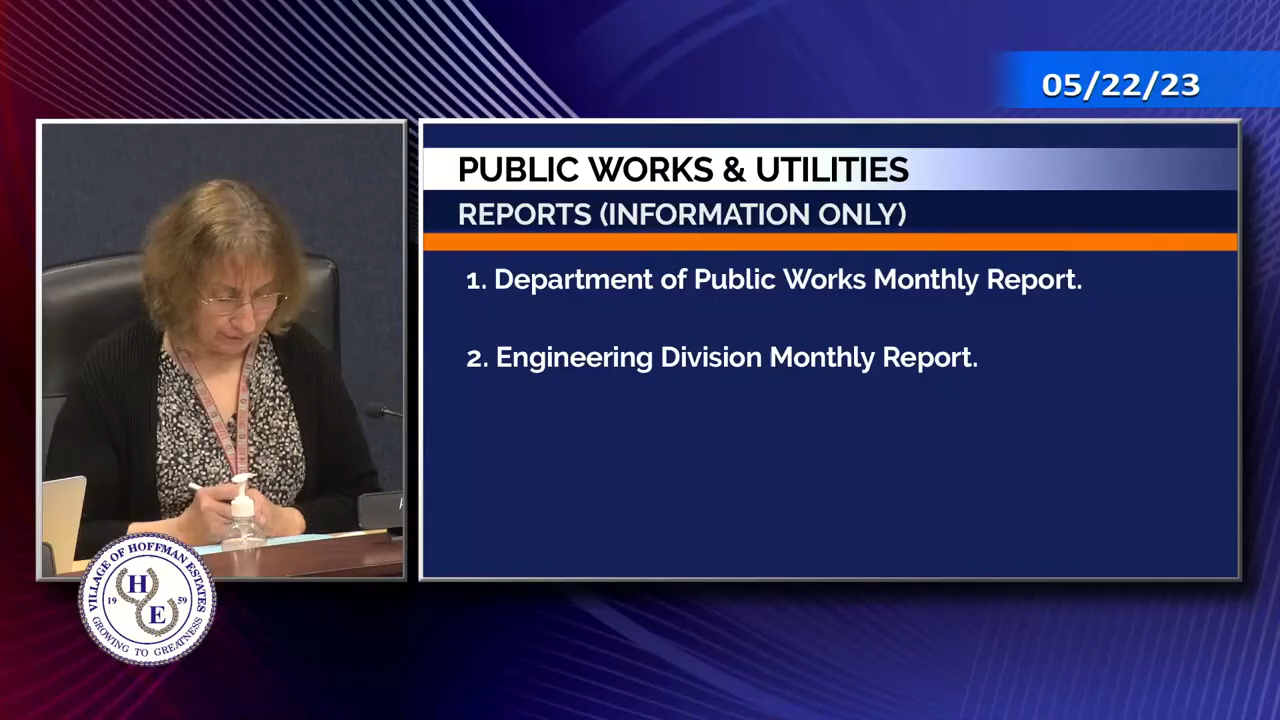 05/22/23
PUBLIC WORKS & UTILITIES
REPORTS (INFORMATION ONLY)
1. Department of Public Works Monthly Report.
2. Engineering Division Monthly Report.
VILLAGE OF HOFFMAN ESTATES
H
19 59
E
GROWING TO GREATNESS